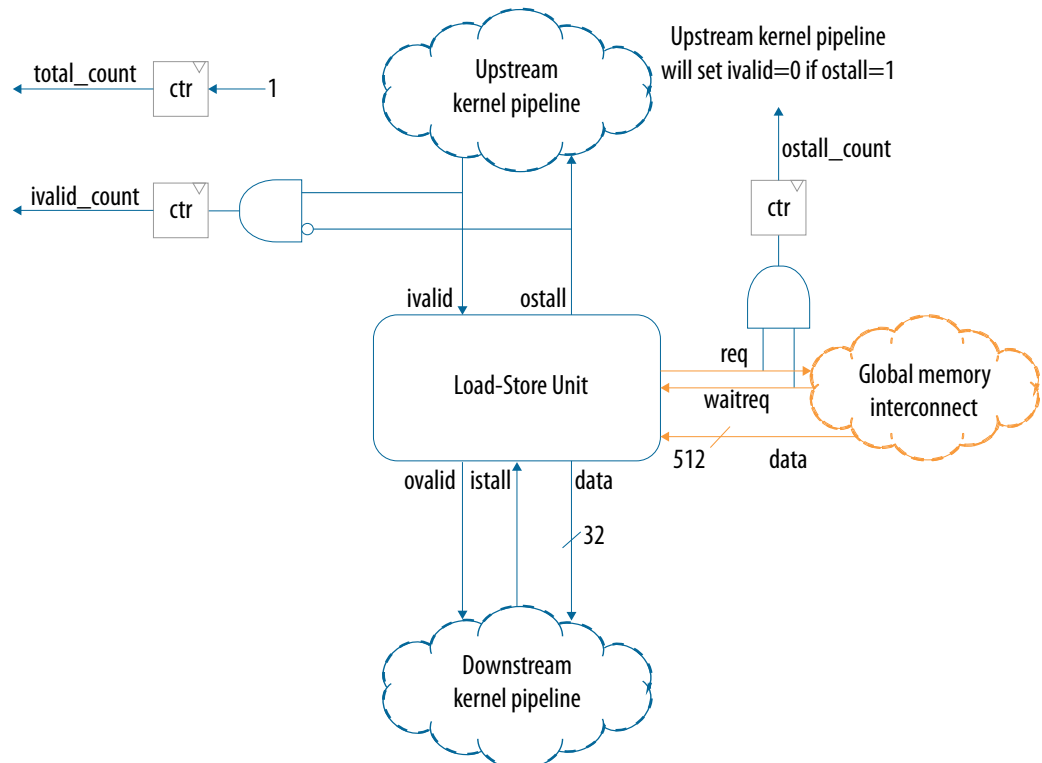 total_count
ctr
1
Upstream
kernel pipeline
Upstream kernel pipeline
will set ivalid=0 if ostall=1
ostall_count
ivalid_count
ctr
ctr
ivalid
ostall
req
Load-Store Unit
waitreq
Global memory
interconnect
512
data
ovalid
istall
data
32
Downstream
kernel pipeline